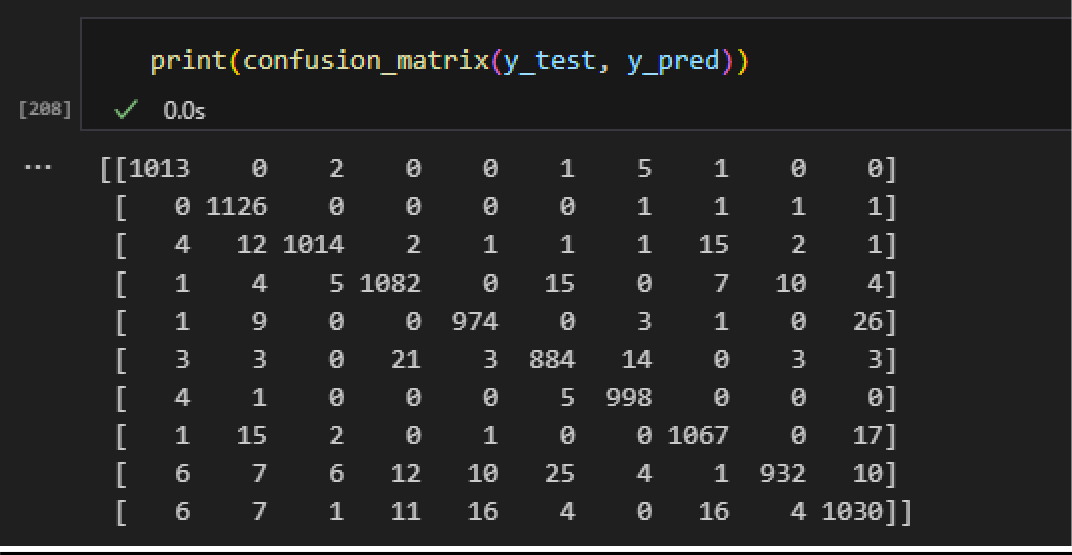 print(confusion_matrix(y_test, y_pred))
[208] ✓ 0.0s
... [[1013 0 2 0 0 1 5 1 0 0]
[ 0 1126 0 0 0 0 1 1 1 1]
[ 4 12 1014 2 1 1 1 15 2 1]
[ 1 4 5 1082 0 15 0 7 10 4]
[ 1 9 0 0 974 0 3 1 0 26]
[ 3 3 0 21 3 884 14 0 3 3]
[ 4 1 0 0 0 5 998 0 0 0]
[ 1 15 2 0 1 0 0 1067 0 17]
[ 6 7 6 12 10 25 4 1 932 10]
[ 6 7 1 11 16 4 0 16 4 1030]]